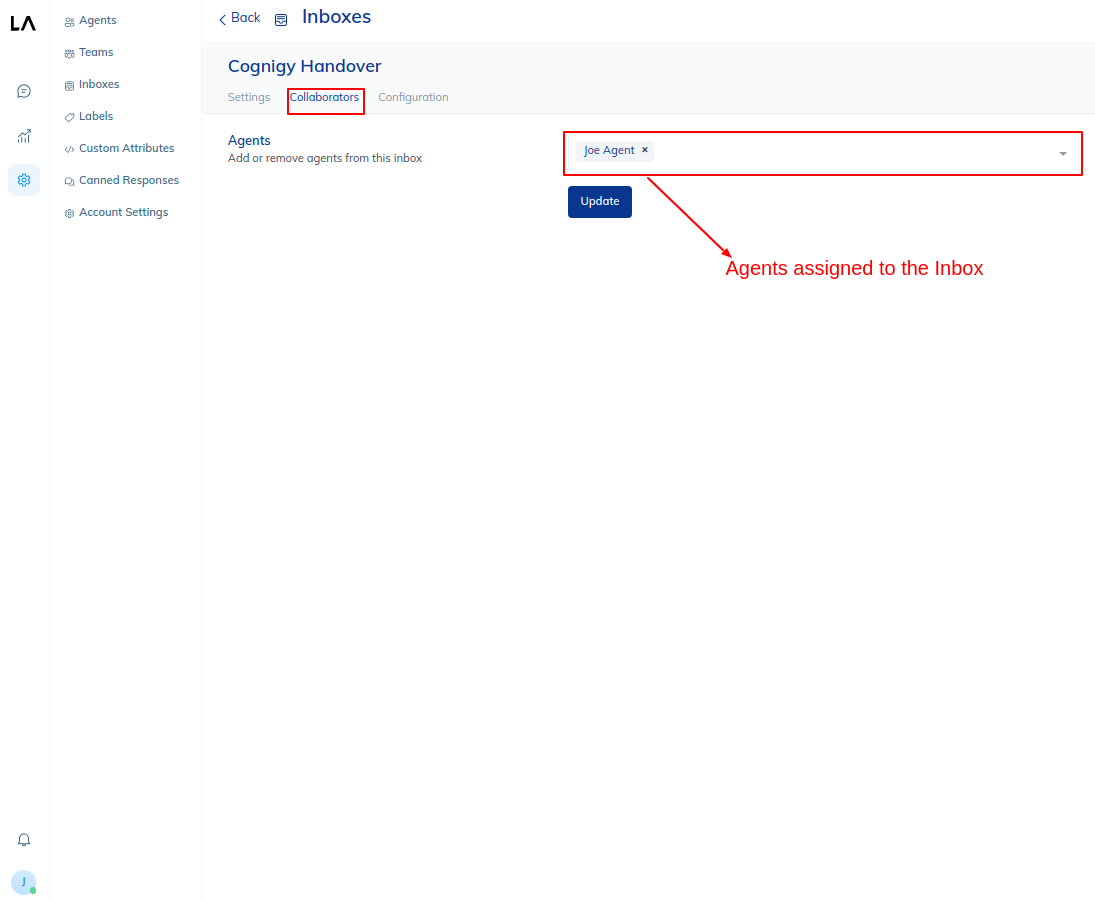 LA
Agents
Teams
Inboxes
Labels
Custom Attributes
Canned Responses
Account Settings
J
Back
Inboxes
Cognigy Handover
Settings
Collaborators
Configuration
Agents
Add or remove agents from this inbox
Joe Agent ×
Update
Agents assigned to the Inbox